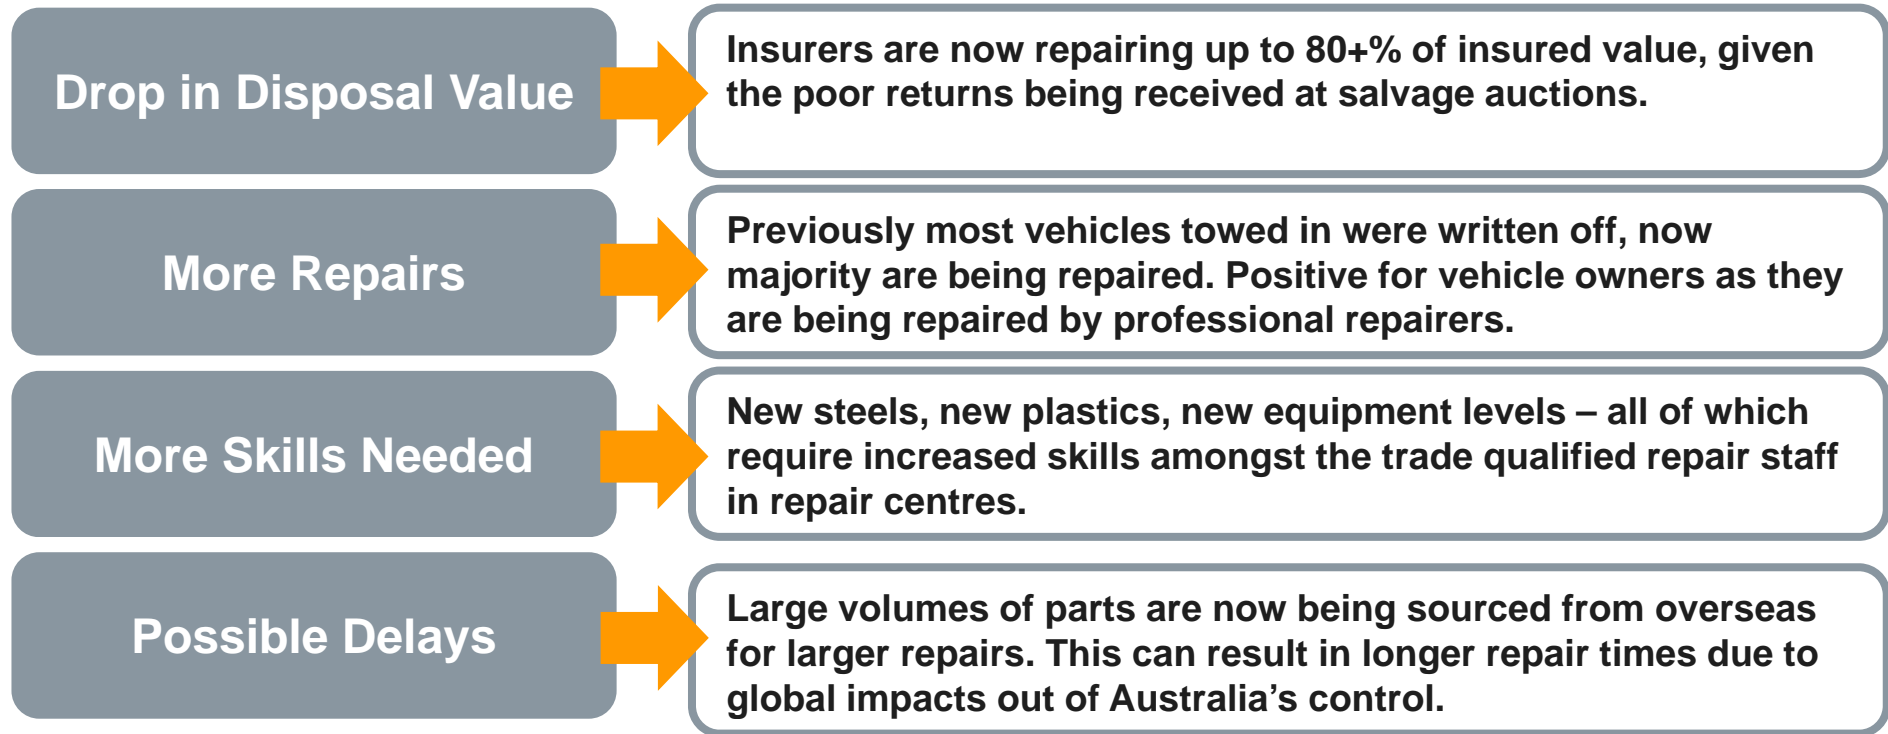 Drop in Disposal Value
Insurers are now repairing up to 80+% of insured value, given
the poor returns being received at salvage auctions.
More Repairs
Previously most vehicles towed in were written off, now
majority are being repaired. Positive for vehicle owners as they
are being repaired by professional repairers.
More Skills Needed
New steels, new plastics, new equipment levels – all of which
require increased skills amongst the trade qualified repair staff
in repair centres.
Possible Delays
Large volumes of parts are now being sourced from overseas
for larger repairs. This can result in longer repair times due to
global impacts out of Australia’s control.